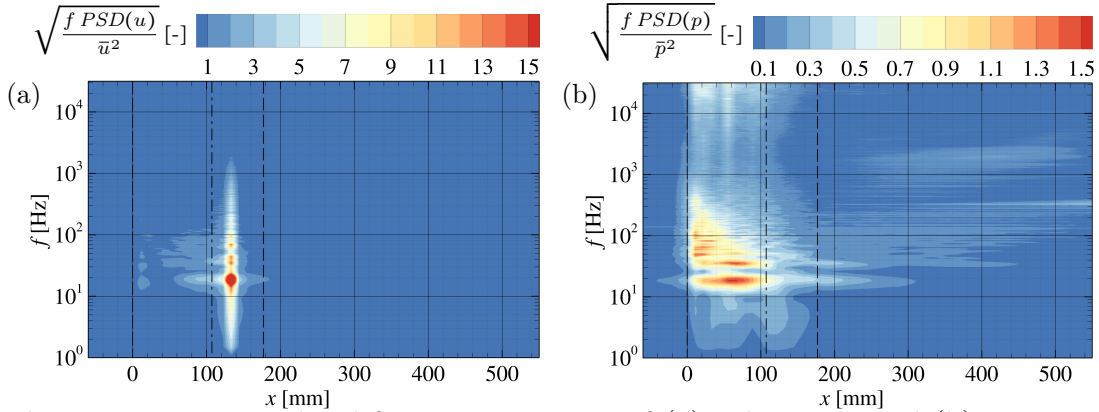 √(f PSD(u) / ū²) [-]
1 3 5 7 9 11 13 15
(a)
10⁴
10³
10²
10¹
10⁰
f [Hz]
0 100 200 300 400 500
x [mm]
√(f PSD(p) / p̄²) [-]
0.1 0.3 0.5 0.7 0.9 1.1 1.3 1.5
(b)
10⁴
10³
10²
10¹
10⁰
f [Hz]
0 100 200 300 400 500
x [mm]